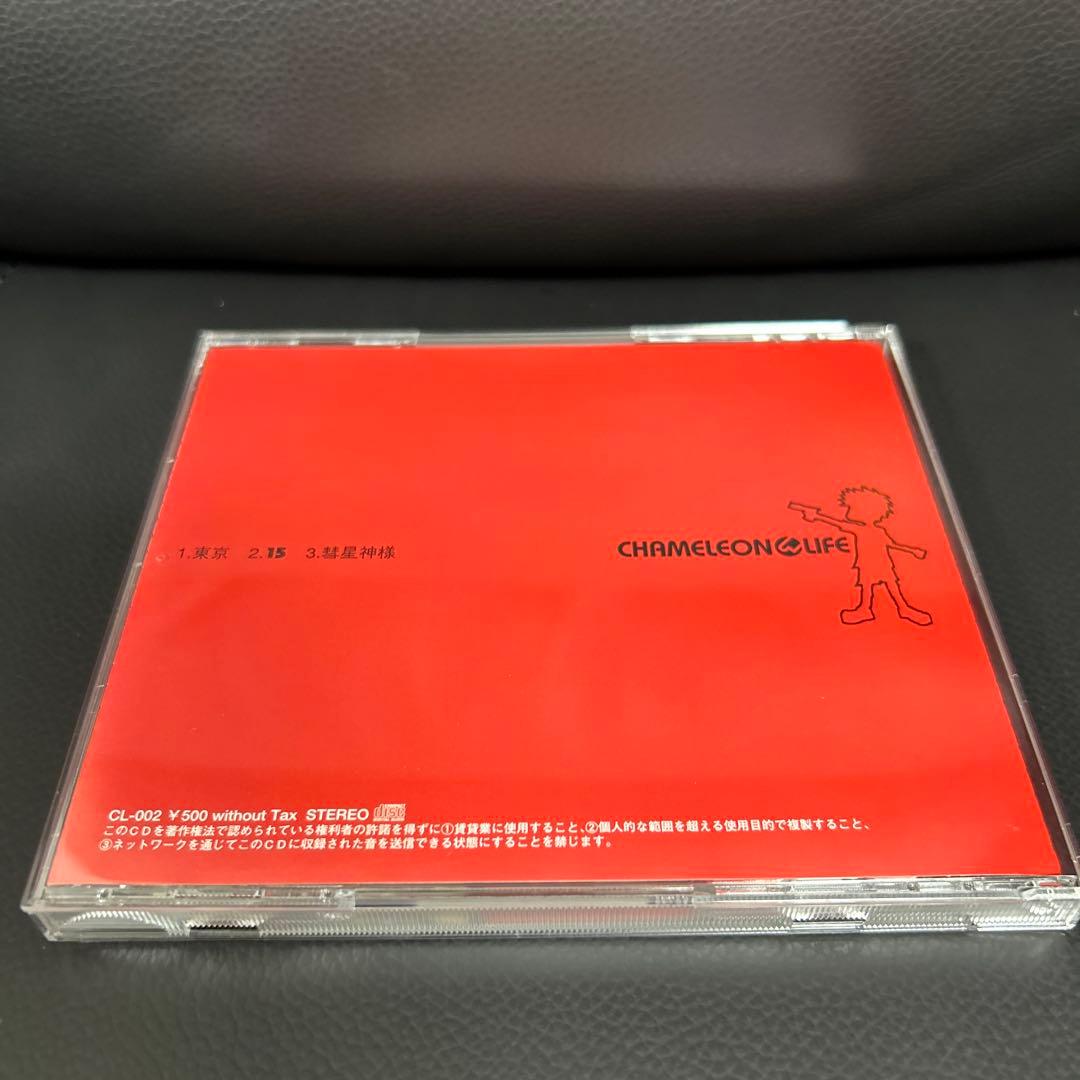 1.東京 2.15 3.彗星神様
CHAMELEON LIFE
CL-002 ¥500 without Tax STEREO disc
このCDを著作権法で認められている権利者の許諾を得ずに①賃貸業に使用すること、②個人的な範囲を超える使用目的で複製すること、
③ネットワークを通じてこのCDに収録された音を送信できる状態にすることを禁じます。